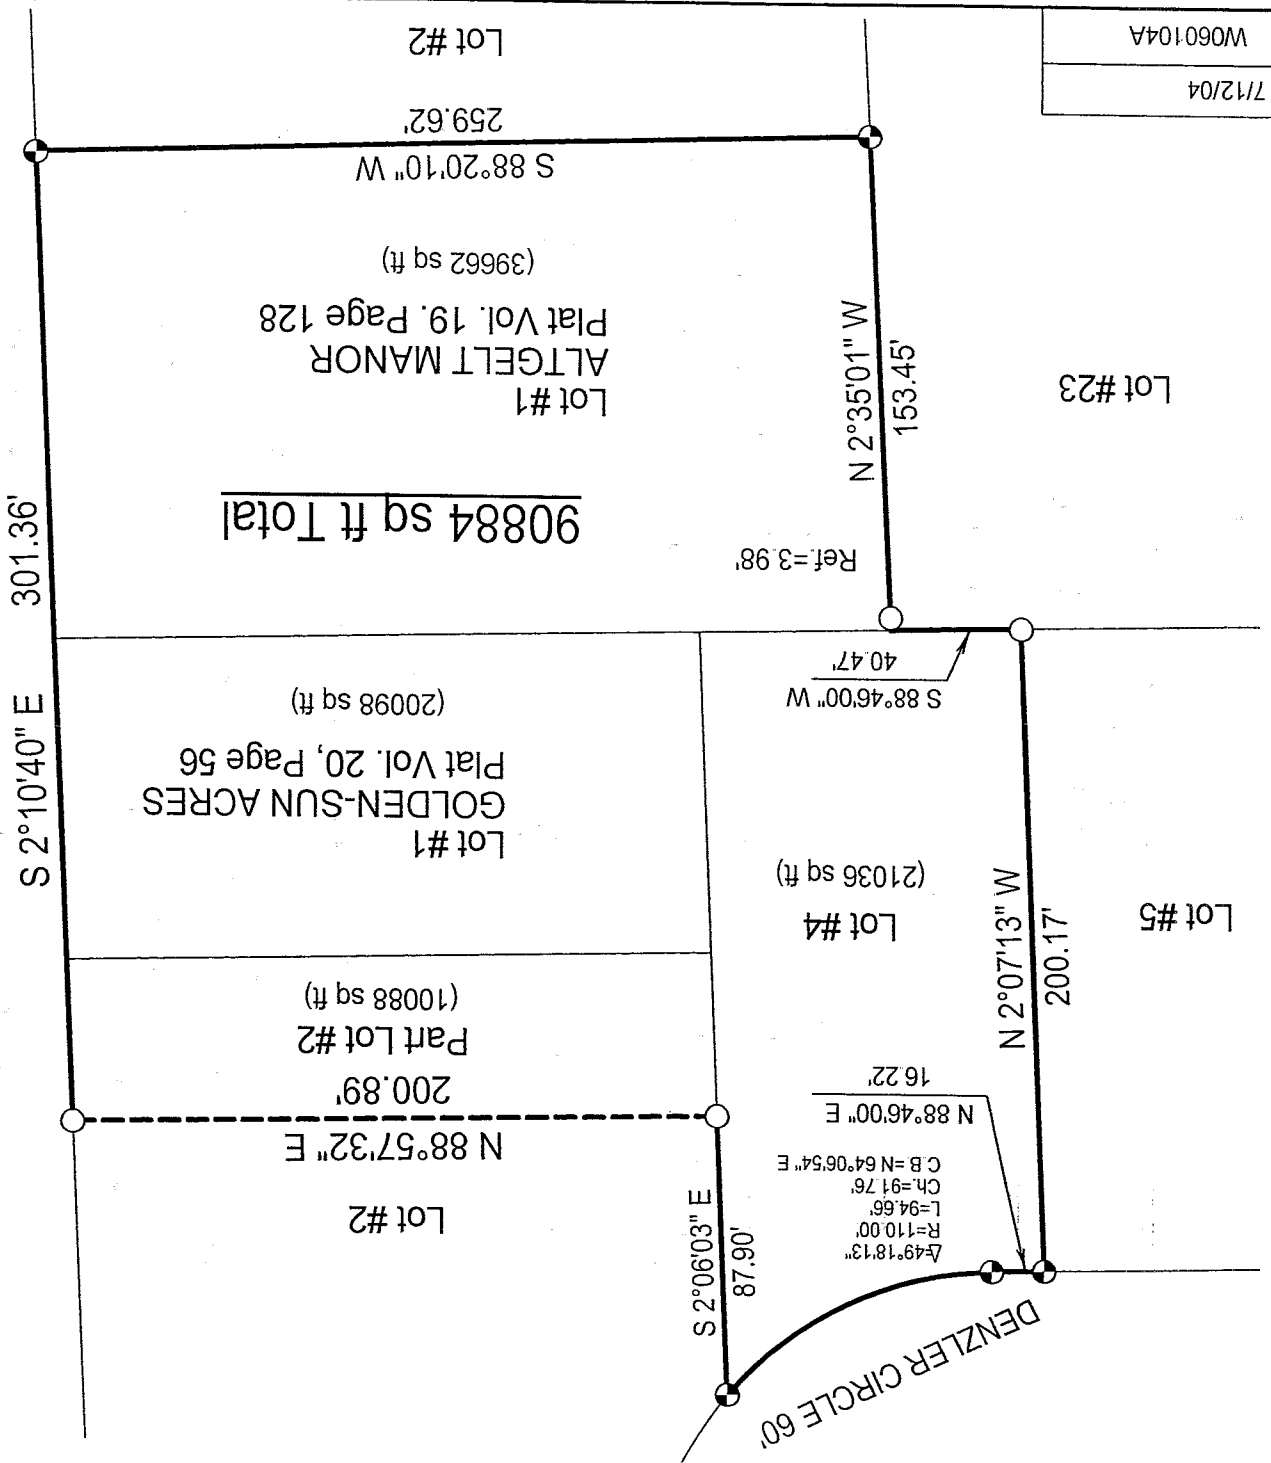 DENZLER CIRCLE 60'
Δ=49°18'13"
R=110.00'
L=94.66'
Ch.=91.76'
C.B.=N 64°06'54" E
N 88°46'00" E
16.22'
S 2°06'03" E
87.90'
Lot #2
N 88°57'32" E
200.89'
Part Lot #2
(10088 sq ft)
Lot #5
N 2°07'13" W
200.17'
Lot #4
(21036 sq ft)
Lot #1
GOLDEN-SUN ACRES
Plat Vol. 20, Page 56
(20098 sq ft)
S 2°10'40" E 301.36'
S 88°46'00" W
40.47'
Ref.=3.98'
90884 sq ft Total
Lot #23
N 2°35'01" W
153.45'
Lot #1
ALTGELT MANOR
Plat Vol. 19. Page 128
(39662 sq ft)
S 88°20'10" W
259.62'
Lot #2
7/12/04
W060104A